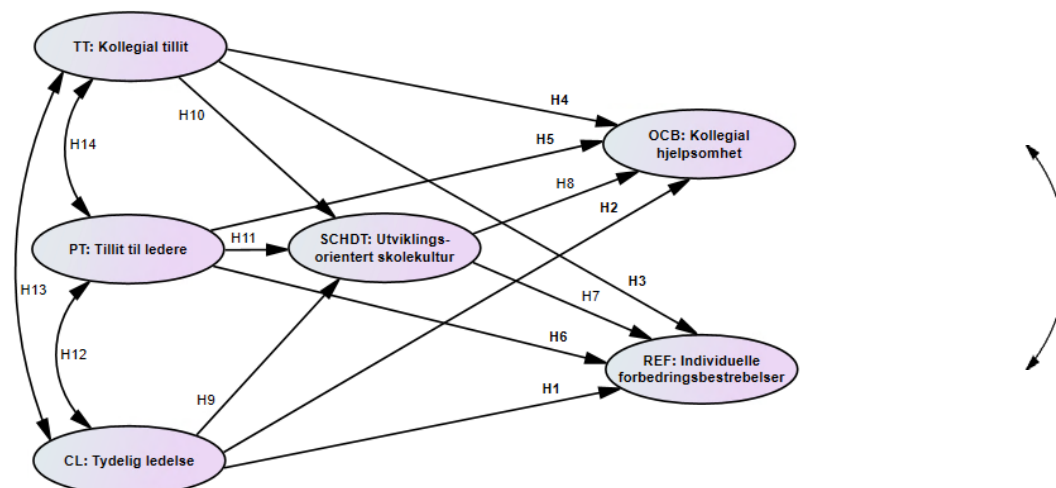 TT: Kollegial tillit
H4
H10
OCB: Kollegial
hjelpsomhet
H5
H14
H8
H2
SCHDT: Utviklings-
orientert skolekultur
PT: Tillit til ledere
H11
H3
H13
H7
H6
H12
REF: Individuelle
forbedringsbestrebelser
H1
H9
CL: Tydelig ledelse